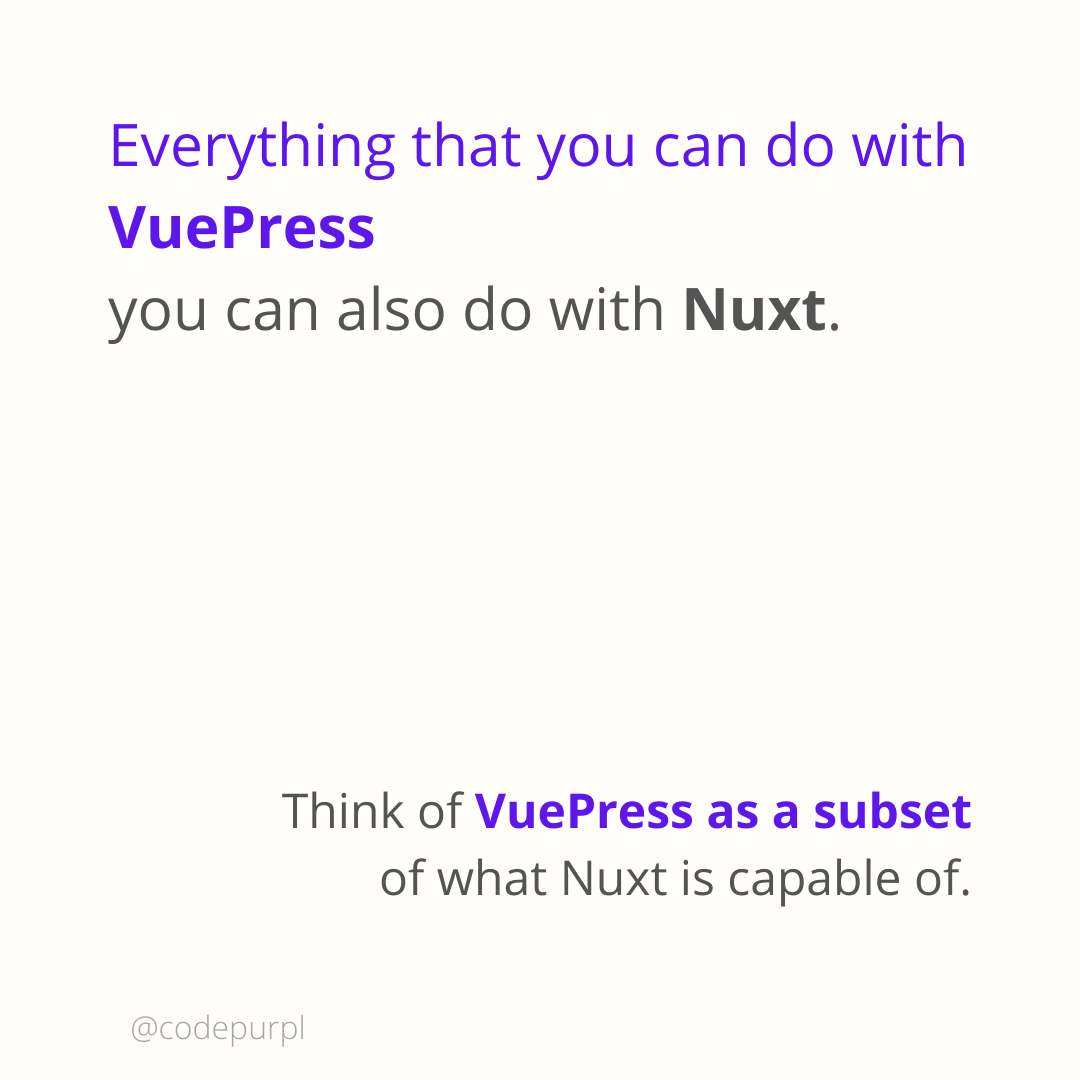 Everything that you can do with
VuePress
you can also do with Nuxt.
Think of VuePress as a subset
of what Nuxt is capable of.
@codepurpl